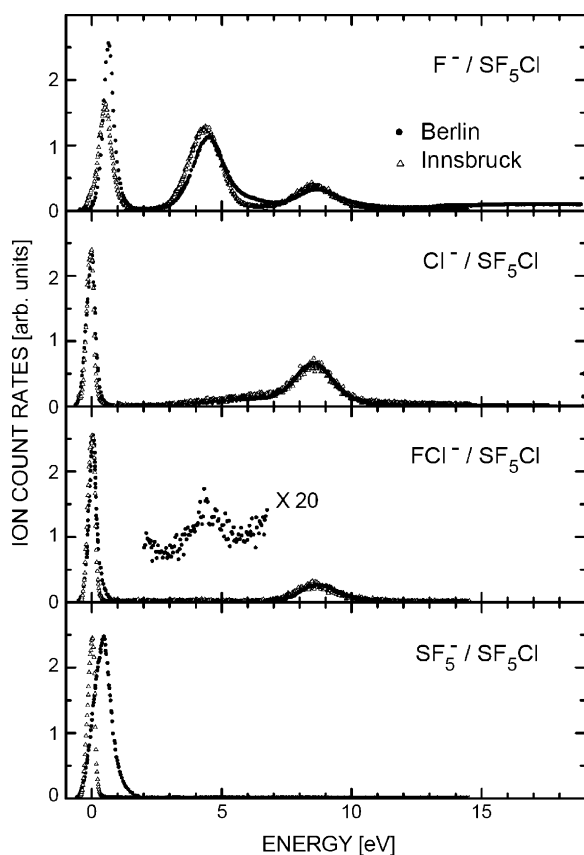 F⁻ / SF₅Cl
Berlin
Innsbruck
2
1
0
Cl⁻ / SF₅Cl
2
1
0
FCl⁻ / SF₅Cl
X 20
2
1
0
SF₅⁻ / SF₅Cl
2
1
0
ION COUNT RATES [arb. units]
0 5 10 15
ENERGY [eV]